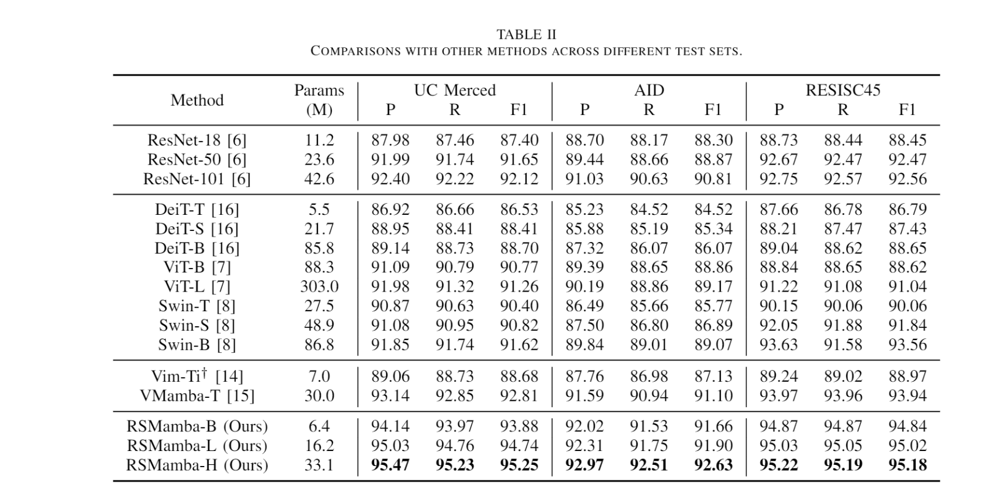 TABLE II
COMPARISONS WITH OTHER METHODS ACROSS DIFFERENT TEST SETS.
Method Params (M) UC Merced AID RESISC45
P R F1 P R F1 P R F1
ResNet-18 [6] 11.2 87.98 87.46 87.40 88.70 88.17 88.30 88.73 88.44 88.45
ResNet-50 [6] 23.6 91.99 91.74 91.65 89.44 88.66 88.87 92.67 92.47 92.47
ResNet-101 [6] 42.6 92.40 92.22 92.12 91.03 90.63 90.81 92.75 92.57 92.56
DeiT-T [16] 5.5 86.92 86.66 86.53 85.23 84.52 84.52 87.66 86.78 86.79
DeiT-S [16] 21.7 88.95 88.41 88.41 85.88 85.19 85.34 88.21 87.47 87.43
DeiT-B [16] 85.8 89.14 88.73 88.70 87.32 86.07 86.07 89.04 88.62 88.65
ViT-B [7] 88.3 91.09 90.79 90.77 89.39 88.65 88.86 88.84 88.65 88.62
ViT-L [7] 303.0 91.98 91.32 91.26 90.19 88.86 89.17 91.22 91.08 91.04
Swin-T [8] 27.5 90.87 90.63 90.40 86.49 85.66 85.77 90.15 90.06 90.06
Swin-S [8] 48.9 91.08 90.95 90.82 87.50 86.80 86.89 92.05 91.88 91.84
Swin-B [8] 86.8 91.85 91.74 91.62 89.84 89.01 89.07 93.63 91.58 93.56
Vim-Ti† [14] 7.0 89.06 88.73 88.68 87.76 86.98 87.13 89.24 89.02 88.97
VMamba-T [15] 30.0 93.14 92.85 92.81 91.59 90.94 91.10 93.97 93.96 93.94
RSMamba-B (Ours) 6.4 94.14 93.97 93.88 92.02 91.53 91.66 94.87 94.87 94.84
RSMamba-L (Ours) 16.2 95.03 94.76 94.74 92.31 91.75 91.90 95.03 95.05 95.02
RSMamba-H (Ours) 33.1 95.47 95.23 95.25 92.97 92.51 92.63 95.22 95.19 95.18